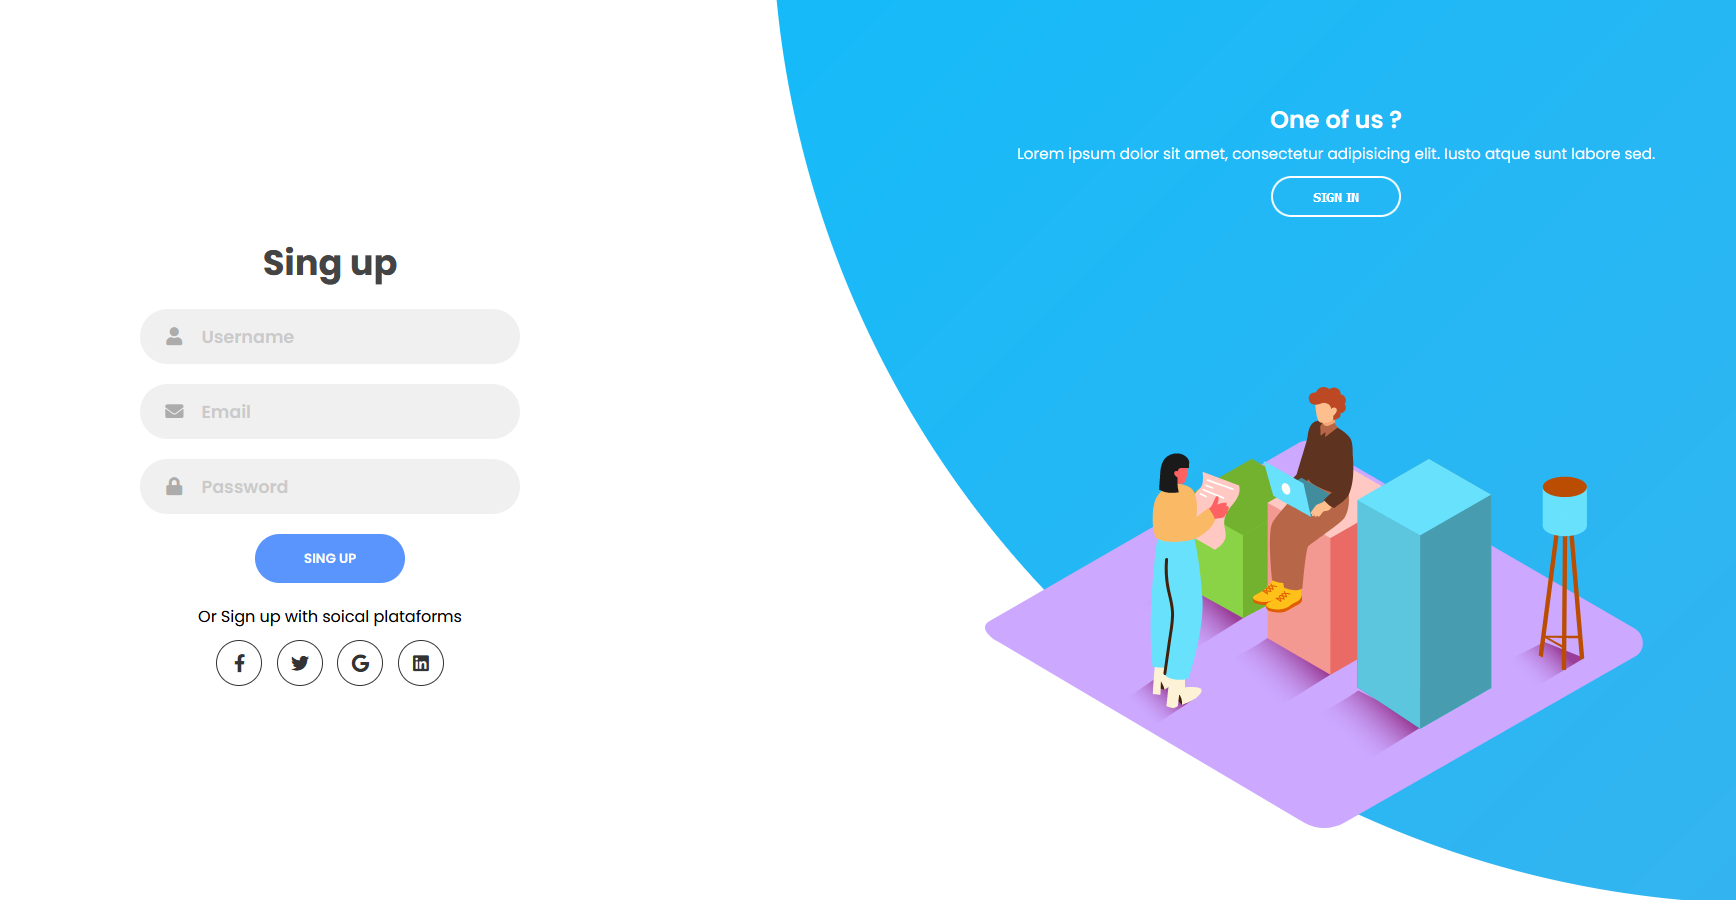 Sing up
Username
Email
Password
SING UP
Or Sign up with soical plataforms
One of us ?
Lorem ipsum dolor sit amet, consectetur adipisicing elit. Iusto atque sunt labore sed.
SIGN IN